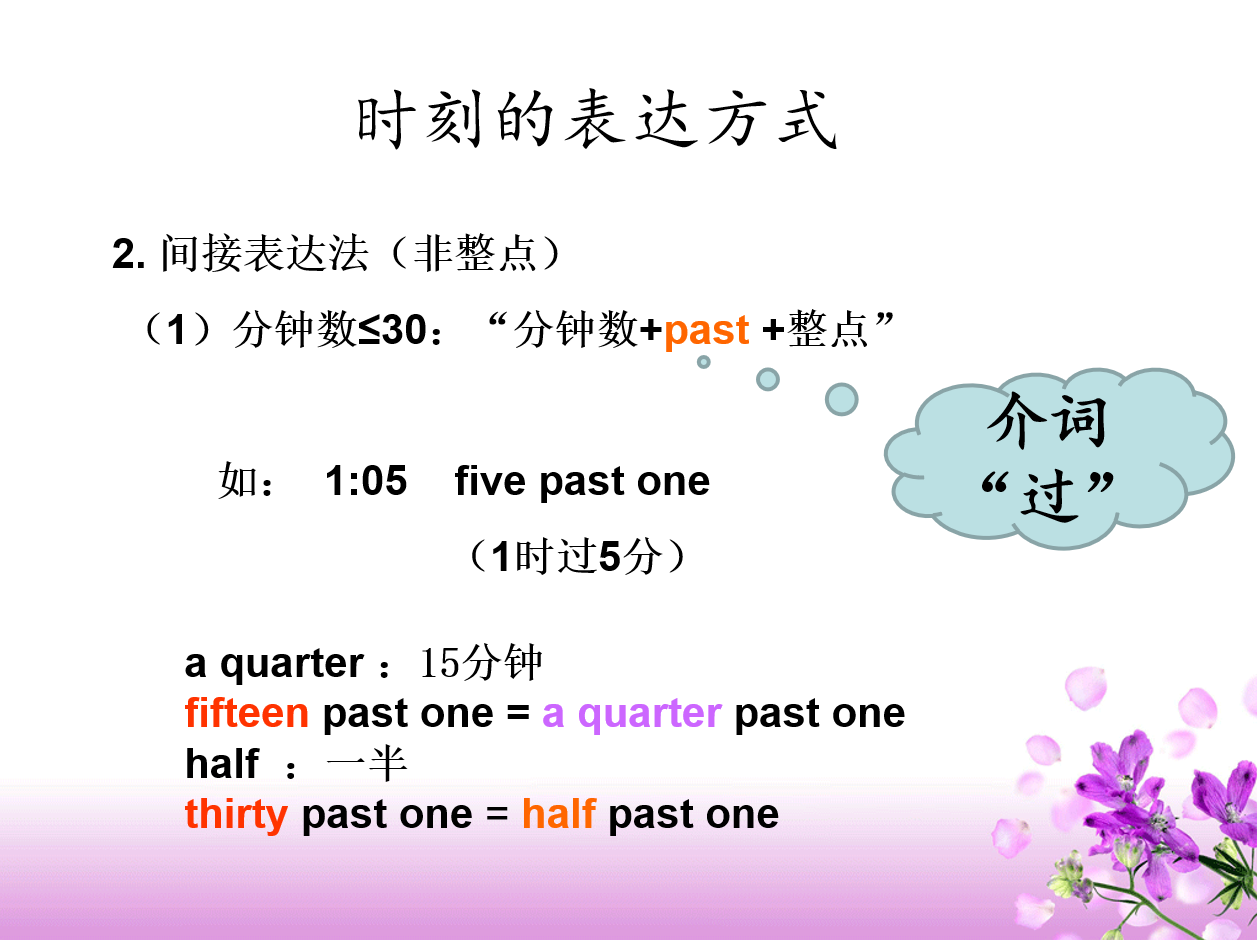 时刻的表达方式
2. 间接表达法（非整点）
（1）分钟数≤30：“分钟数+past +整点”
介词
“过”
如： 1:05 five past one
（1时过5分）
a quarter ：15分钟
fifteen past one = a quarter past one
half ：一半
thirty past one = half past one